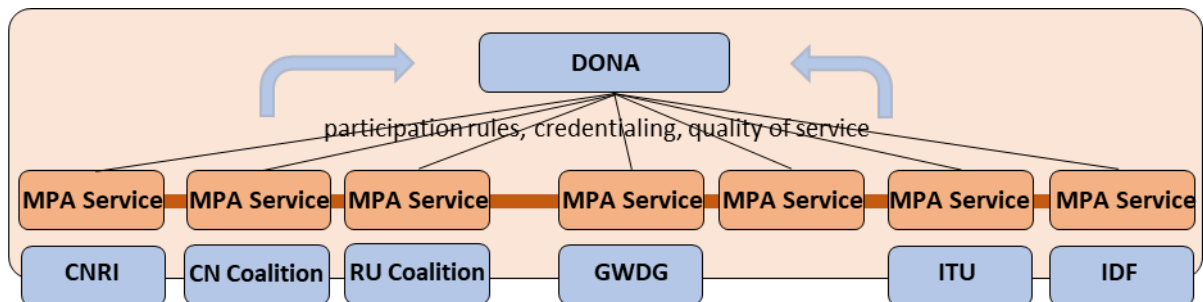 DONA
participation rules, credentialing, quality of service
MPA Service MPA Service MPA Service MPA Service MPA Service MPA Service MPA Service
CNRI CN Coalition RU Coalition GWDG ITU IDF